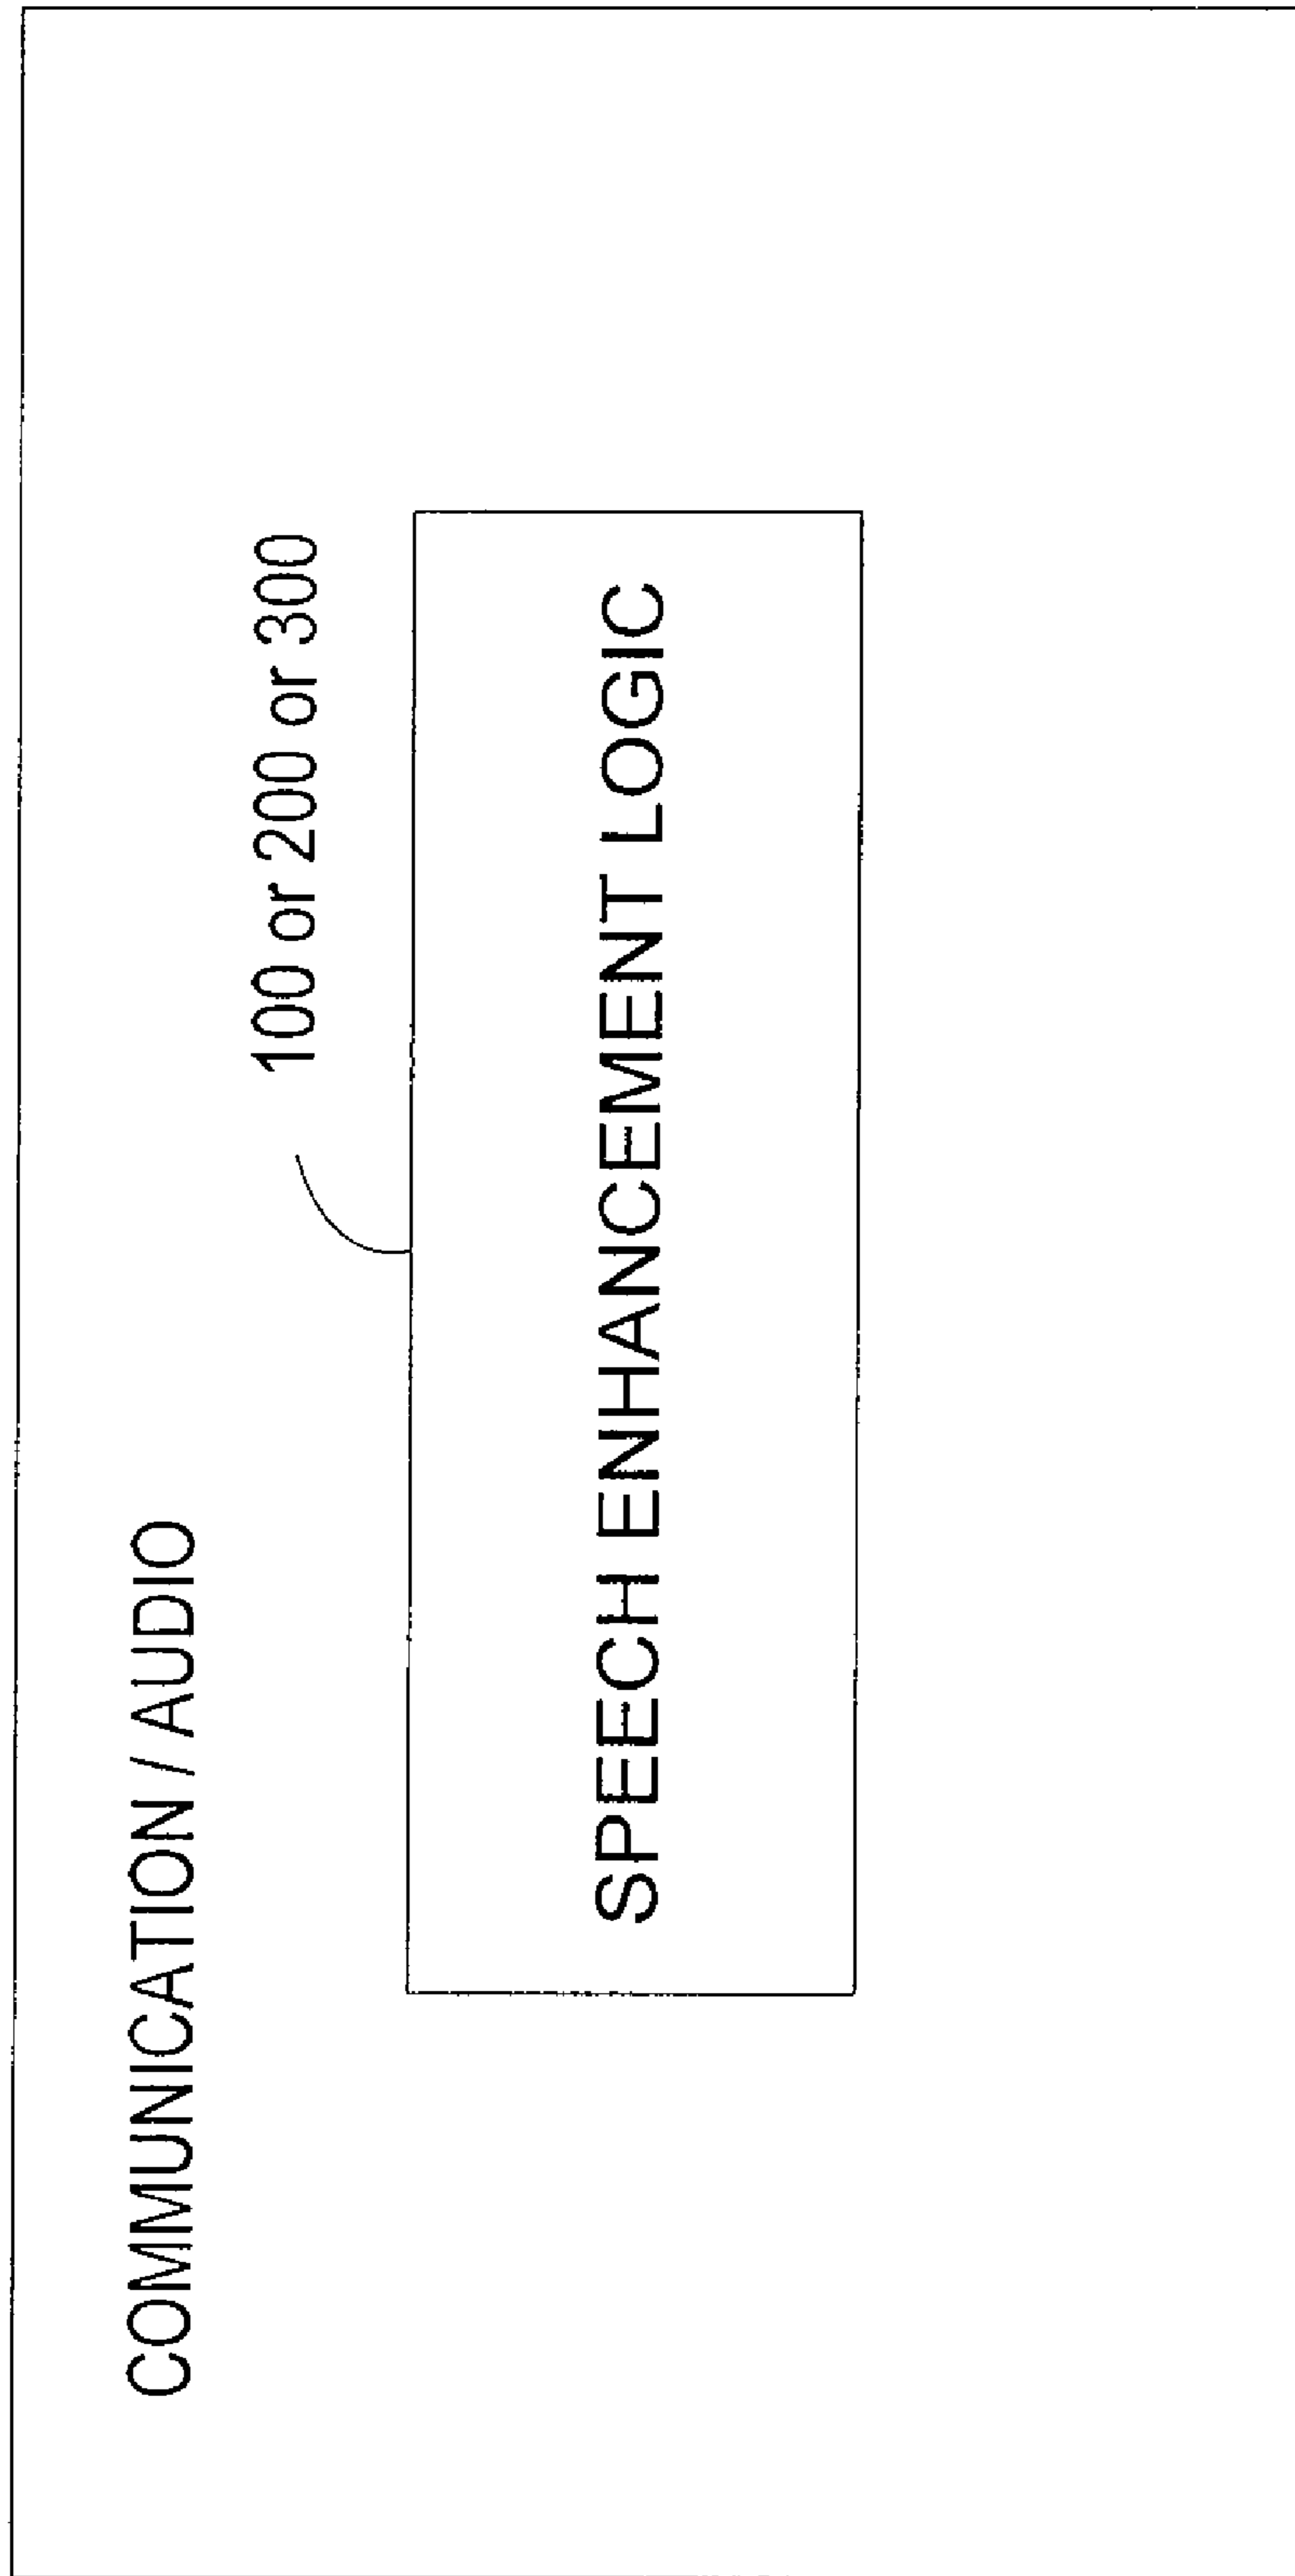 COMMUNICATION / AUDIO
100 or 200 or 300
SPEECH ENHANCEMENT LOGIC